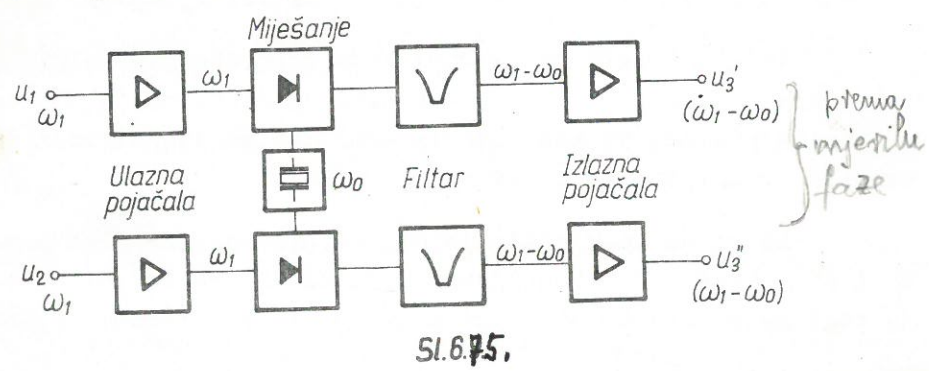 Miješanje
u₁ ω₁ ω₁ ω₁-ω₀ u₃′ (ω₁-ω₀)
prema
mjerilu
faze
Ulazna pojačala
ω₀
Filtar
Izlazna pojačala
u₂ ω₁ ω₁ ω₁-ω₀ u₃″ (ω₁-ω₀)
Sl.6.75.